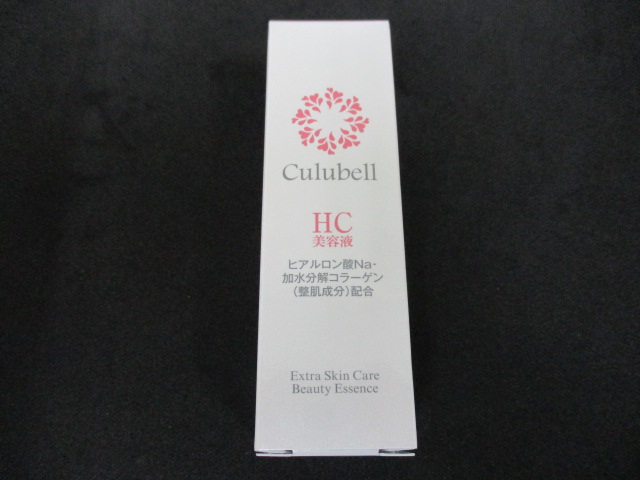 Culubell
HC
美容液
ヒアルロン酸Na・
加水分解コラーゲン
(整肌成分)配合
Extra Skin Care
Beauty Essence